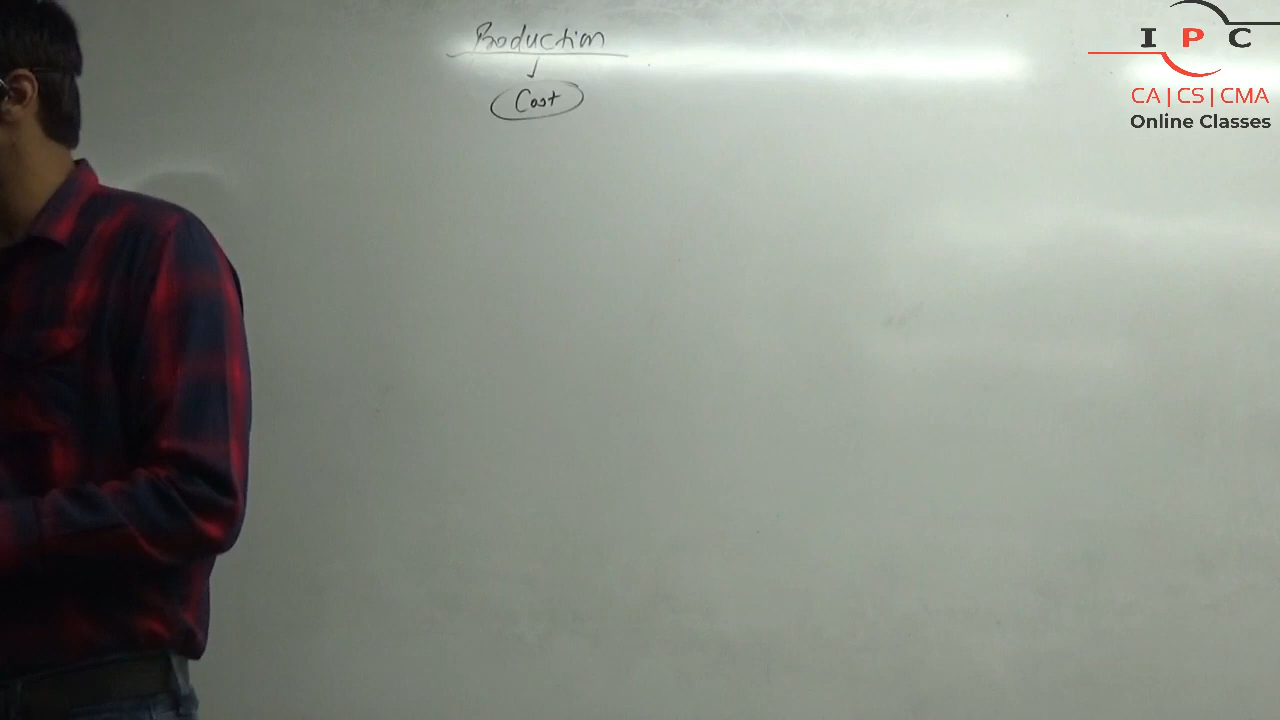 Production
Cost
I P C
CA | CS | CMA
Online Classes